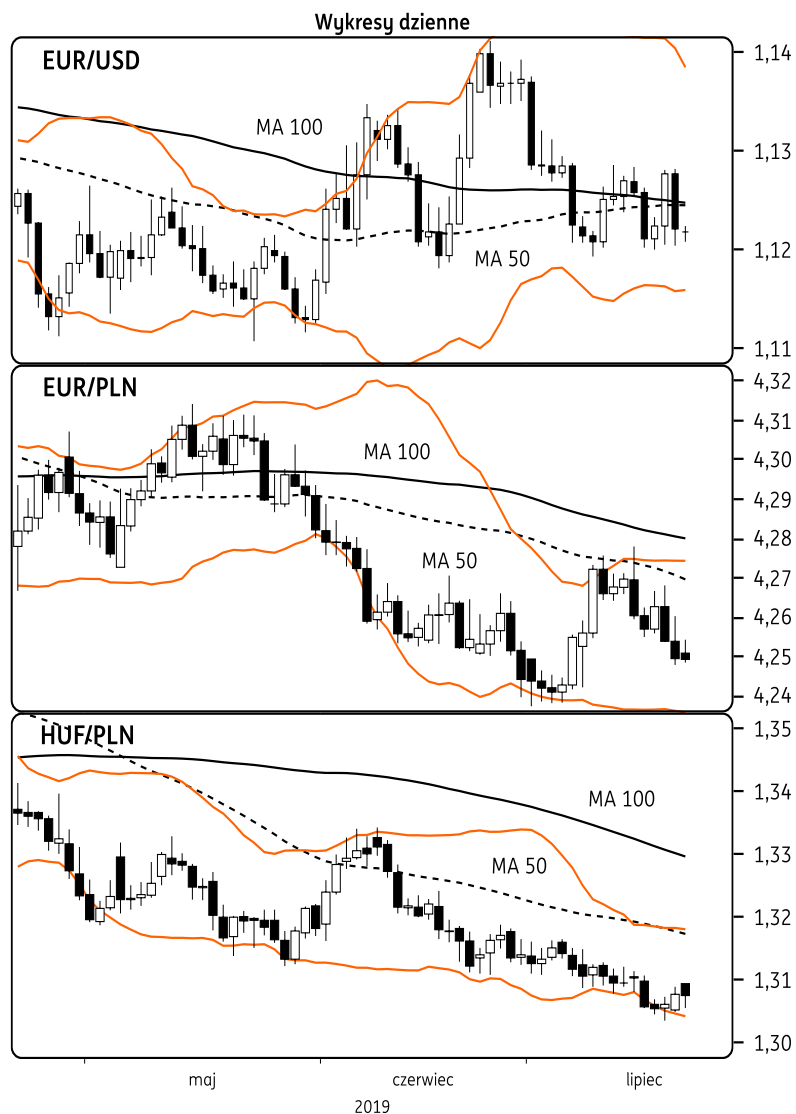 Wykresy dzienne
EUR/USD
MA 100
MA 50
1,14
1,13
1,12
1,11
EUR/PLN
MA 100
MA 50
4,32
4,31
4,30
4,29
4,28
4,27
4,26
4,25
4,24
HUF/PLN
MA 100
MA 50
1,35
1,34
1,33
1,32
1,31
1,30
maj czerwiec lipiec
2019